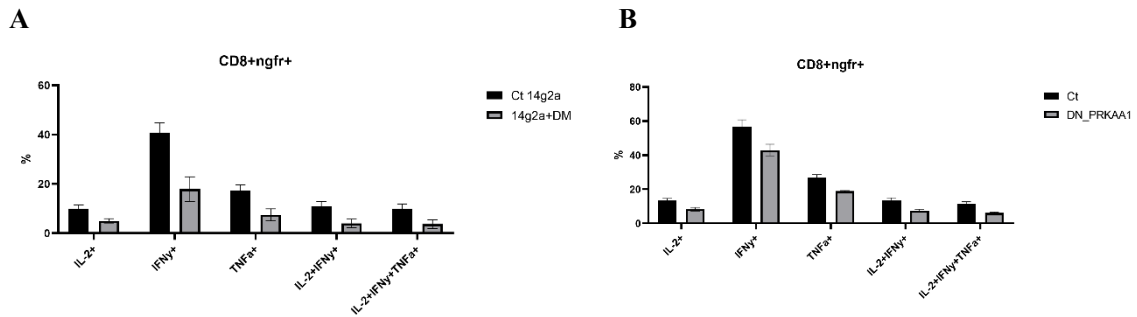 A
CD8+ngfr+
60
40
20
0
%
Ct 14g2a
14g2a+DM
IL-2+
IFNy+
TNFa+
IL-2+IFNy+
IL-2+IFNy+TNFa+
B
CD8+ngfr+
80
60
40
20
0
%
Ct
DN_PRKAA1
IL-2+
IFNy+
TNFa+
IL-2+IFNy+
IL-2+IFNy+TNFa+